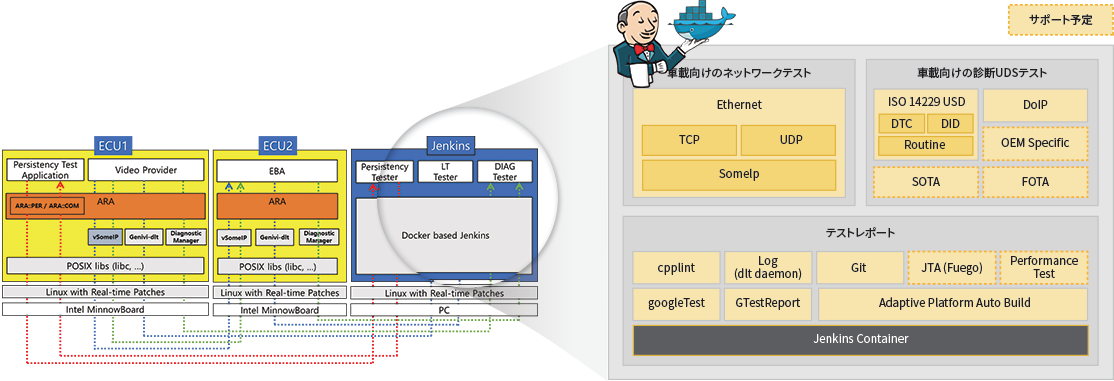 ECU1
Persistency Test
Application
Video Provider
ARA
ARA::PER / ARA::COM
vSomeIP
Genivi-dlt
Diagnostic
Manager
POSIX libs (libc, ...)
Linux with Real-time Patches
Intel MinnowBoard
ECU2
EBA
ARA
vSomeIP
Genivi-dlt
Diagnostic
Manager
POSIX libs (libc, ...)
Linux with Real-time Patches
Intel MinnowBoard
Jenkins
Persistency
Tester
LT
Tester
DIAG
Tester
Docker based Jenkins
Linux with Real-time Patches
PC
サポート予定
車載向けのネットワークテスト
Ethernet
TCP
UDP
SomeIp
車載向けの診断UDSテスト
ISO 14229 USD
DTC
DID
Routine
DoIP
OEM Specific
SOTA
FOTA
テストレポート
cpplint
Log
(dlt daemon)
Git
JTA (Fuego)
Performance
Test
googleTest
GTestReport
Adaptive Platform Auto Build
Jenkins Container